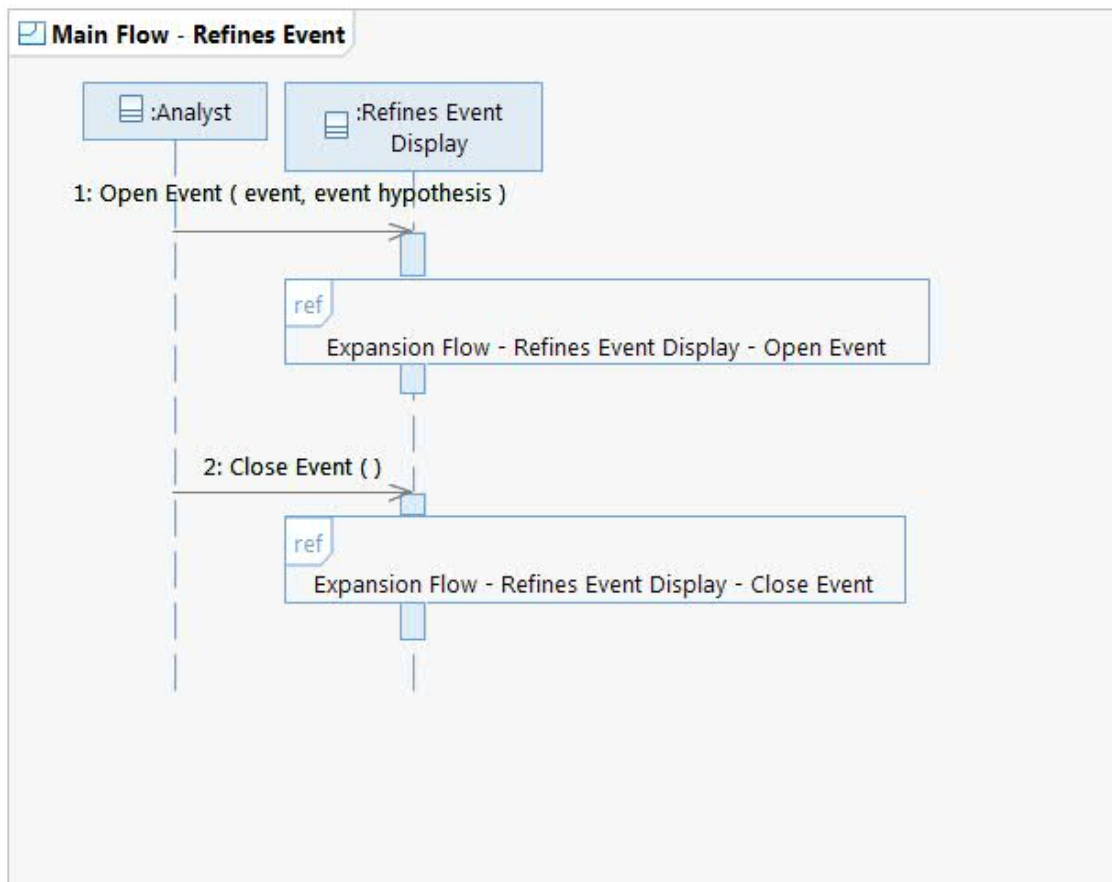 Main Flow - Refines Event
:Analyst
:Refines Event
Display
1: Open Event ( event, event hypothesis )
ref
Expansion Flow - Refines Event Display - Open Event
2: Close Event ( )
ref
Expansion Flow - Refines Event Display - Close Event